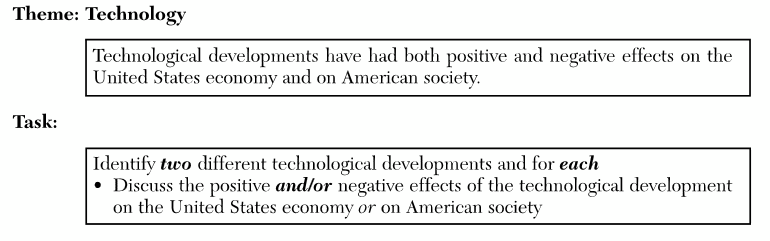 Theme: Technology
Technological developments have had both positive and negative effects on the
United States economy and on American society.
Task:
Identify two different technological developments and for each
• Discuss the positive and/or negative effects of the technological development
on the United States economy or on American society